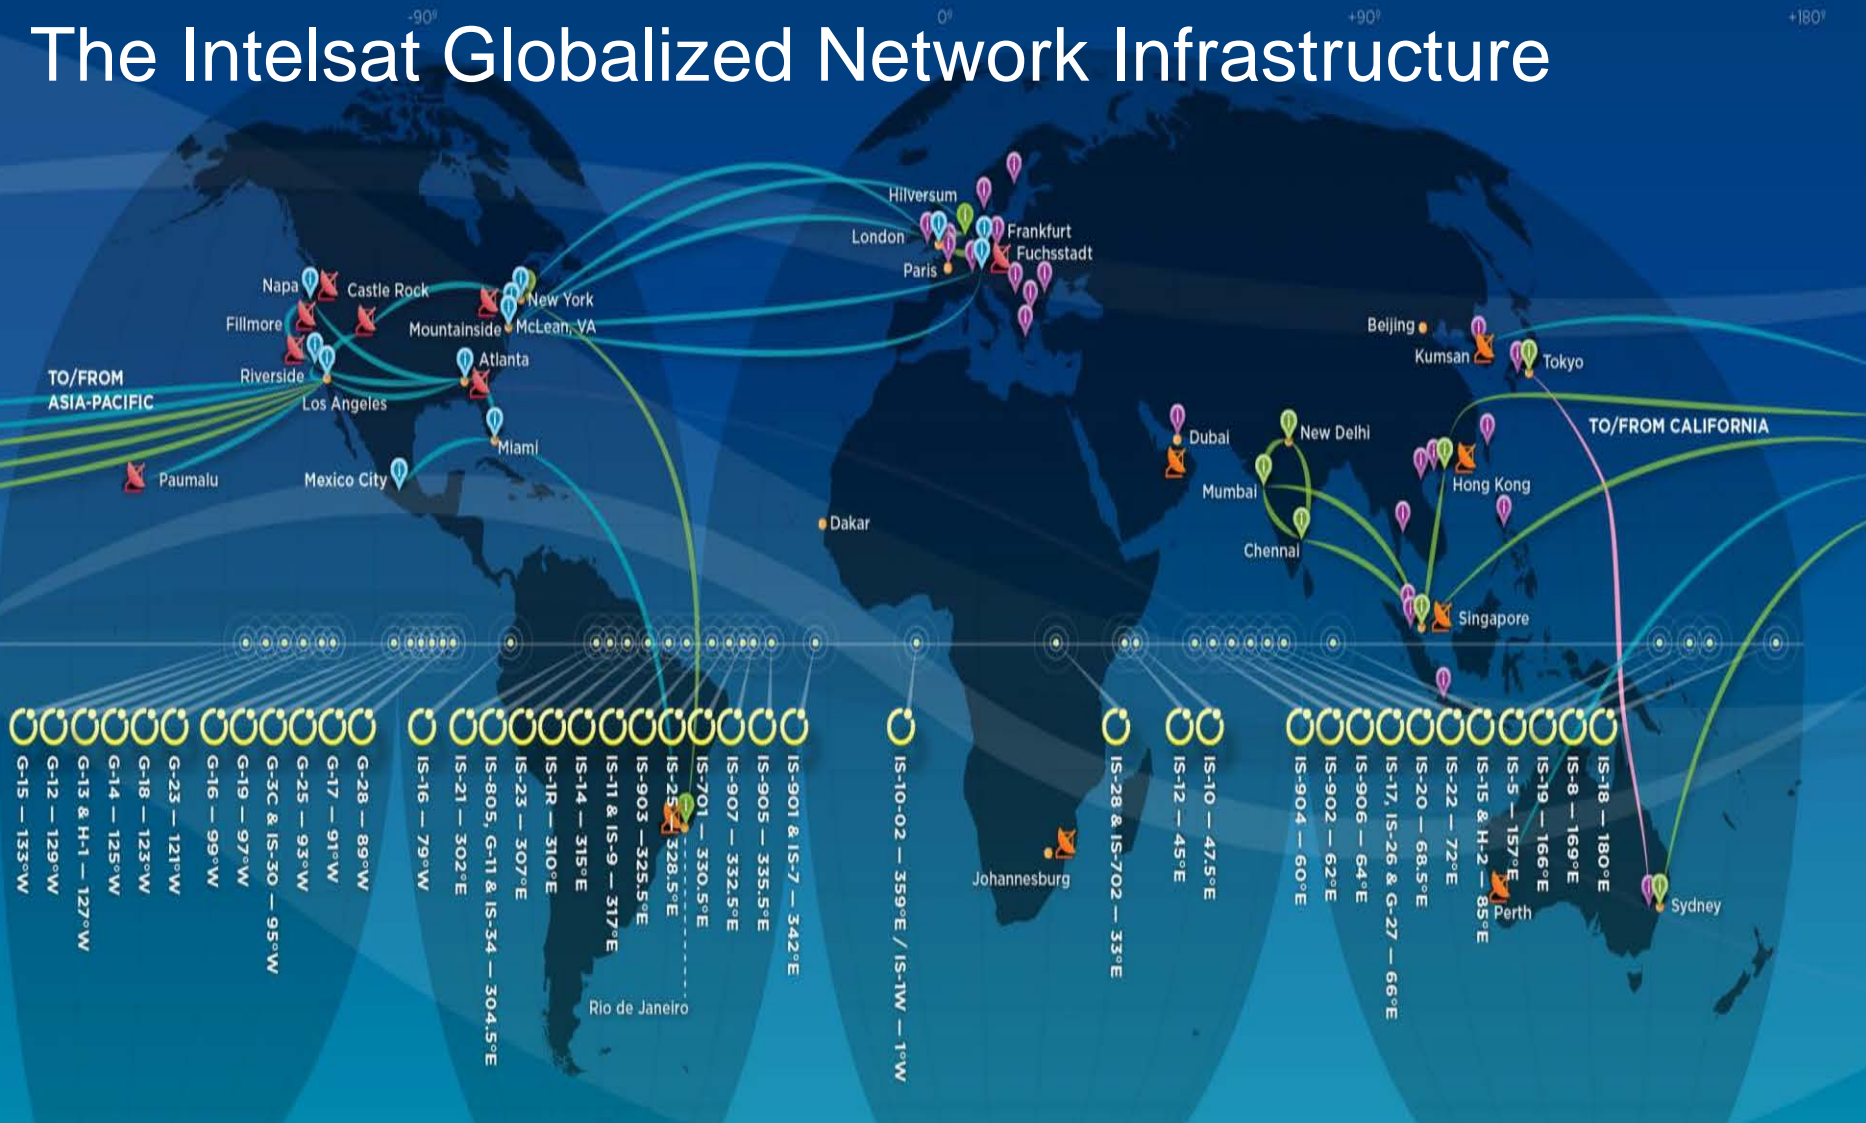 -90º
0º
+90º
+180º
The Intelsat Globalized Network Infrastructure
Hilversum
London
Frankfurt
Fuchsstadt
Paris
Napa
Castle Rock
New York
Fillmore
Mountainside
McLean, VA
Beijing
Kumsan
Tokyo
Atlanta
Riverside
TO/FROM
ASIA-PACIFIC
Los Angeles
TO/FROM CALIFORNIA
Miami
Dubai
New Delhi
Paumalu
Mexico City
Mumbai
Hong Kong
Dakar
Chennai
Singapore
G-15 — 133°W
G-12 — 129°W
G-13 & H-1 — 127°W
G-14 — 125°W
G-18 — 123°W
G-23 — 121°W
G-16 — 99°W
G-19 — 97°W
G-3C & IS-30 — 95°W
G-25 — 93°W
G-17 — 91°W
G-28 — 89°W
IS-16 — 79°W
IS-21 — 302°E
IS-805, G-11 & IS-34 — 304.5°E
IS-23 — 307°E
IS-1R — 310°E
IS-14 — 315°E
IS-11 & IS-9 — 317°E
IS-903 — 325.5°E
IS-25 — 328.5°E
IS-701 — 330.5°E
IS-907 — 332.5°E
IS-905 — 335.5°E
IS-901 & IS-7 — 342°E
IS-10-02 — 359°E / IS-1W — 1°W
IS-28 & IS-702 — 33°E
IS-12 — 45°E
IS-10 — 47.5°E
IS-904 — 60°E
IS-902 — 62°E
IS-906 — 64°E
IS-17, IS-26 & G-27 — 66°E
IS-20 — 68.5°E
IS-22 — 72°E
IS-15 & H-2 — 85°E
IS-5 — 157°E
IS-19 — 166°E
IS-8 — 169°E
IS-18 — 180°E
Johannesburg
Perth
Sydney
Rio de Janeiro